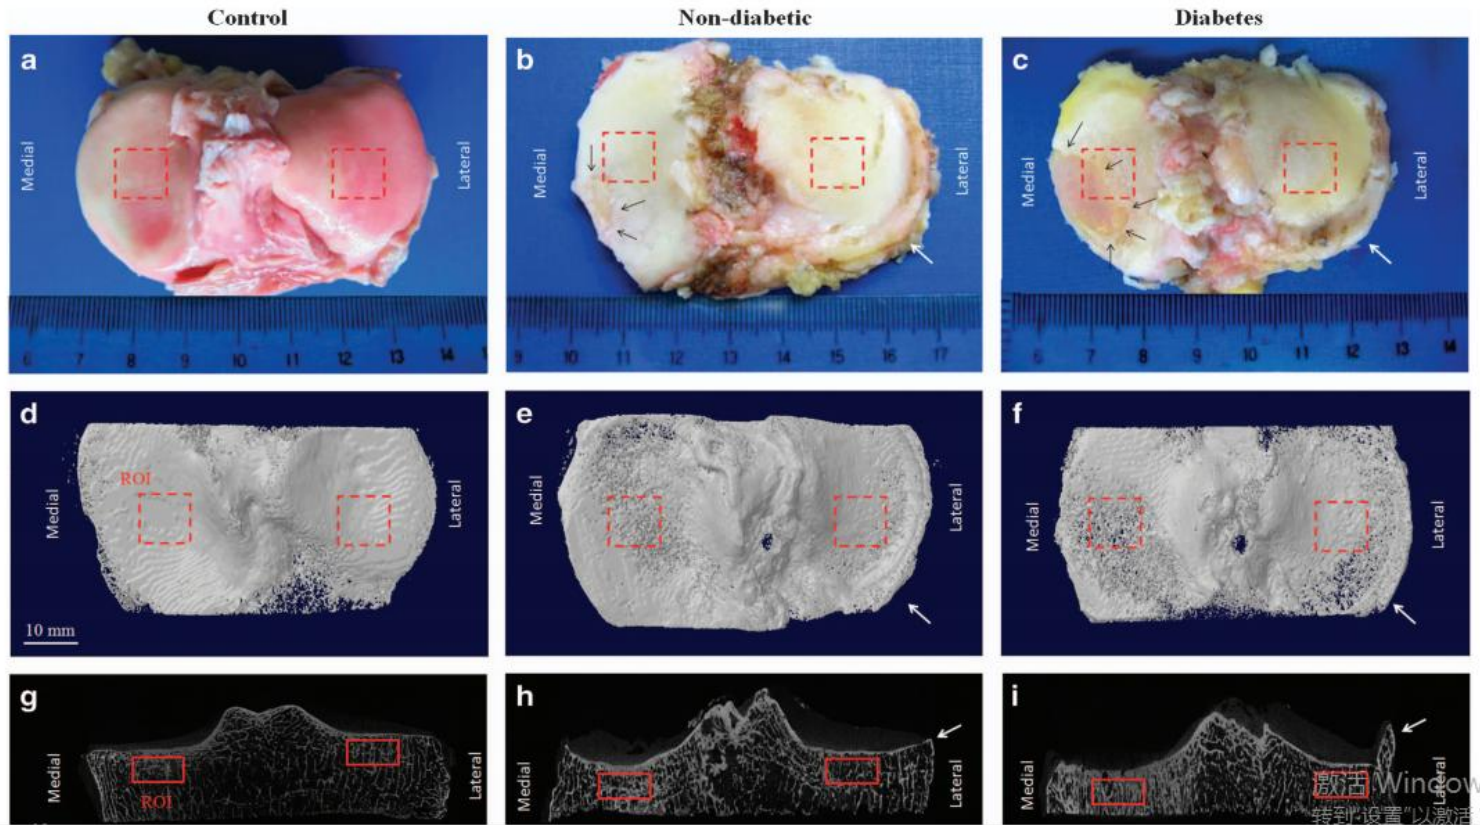 Control Non-diabetic Diabetes
a b c
Medial Lateral Medial Lateral Medial Lateral
6 7 8 9 10 11 12 13 14 9 10 11 12 13 14 15 16 17 6 7 8 9 10 11 12 13 14
d e f
ROI
Medial Lateral Medial Lateral Medial Lateral
10 mm
g h i
Medial Lateral Medial Lateral Medial Lateral
ROI
激活 Window
转到"设置"以激活